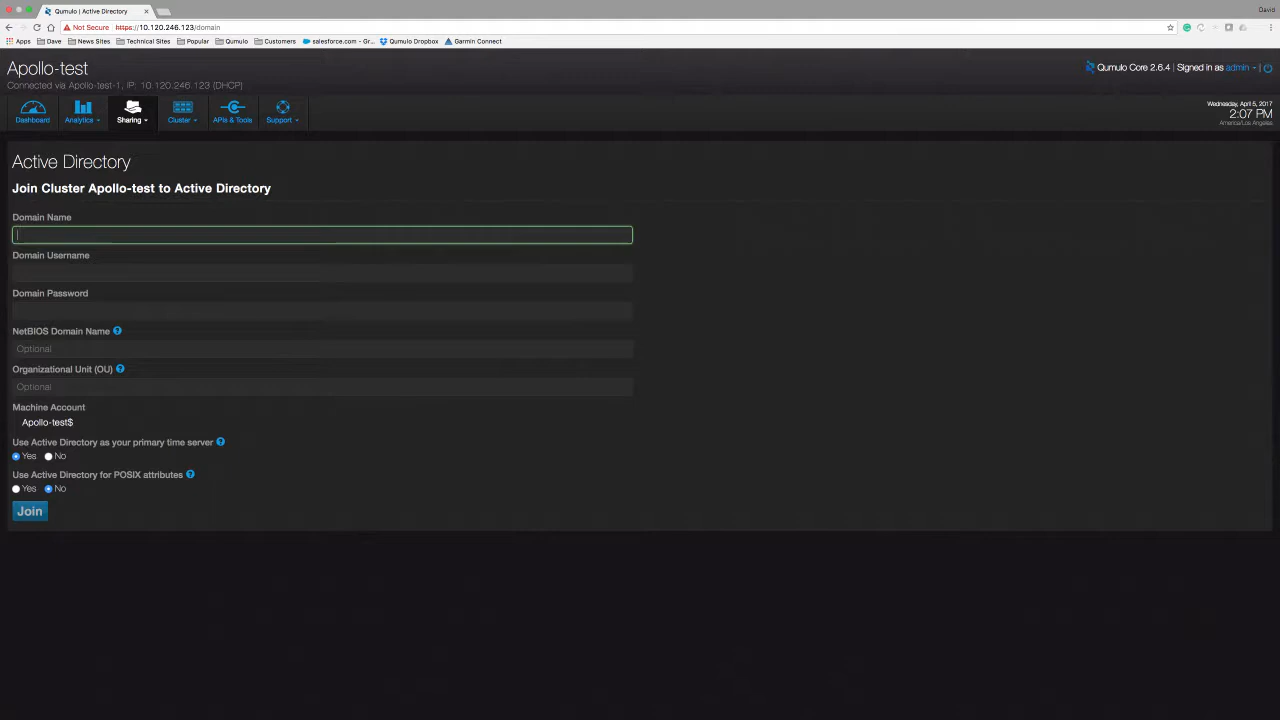 Qumulo | Active Directory
David
Not Secure https://10.120.246.123/domain
Apps Dave News Sites Technical Sites Popular Qumulo Customers salesforce.com - Gr... Qumulo Dropbox Garmin Connect
Apollo-test
Connected via Apollo-test-1, IP: 10.120.246.123 (DHCP)
Qumulo Core 2.6.4 | Signed in as admin |
Dashboard Analytics Sharing Cluster APIs & Tools Support
Wednesday, April 5, 2017
2:07 PM
America/Los Angeles
Active Directory
Join Cluster Apollo-test to Active Directory
Domain Name
Domain Username
Domain Password
NetBIOS Domain Name ?
Optional
Organizational Unit (OU) ?
Optional
Machine Account
Apollo-test$
Use Active Directory as your primary time server ?
Yes No
Use Active Directory for POSIX attributes ?
Yes No
Join